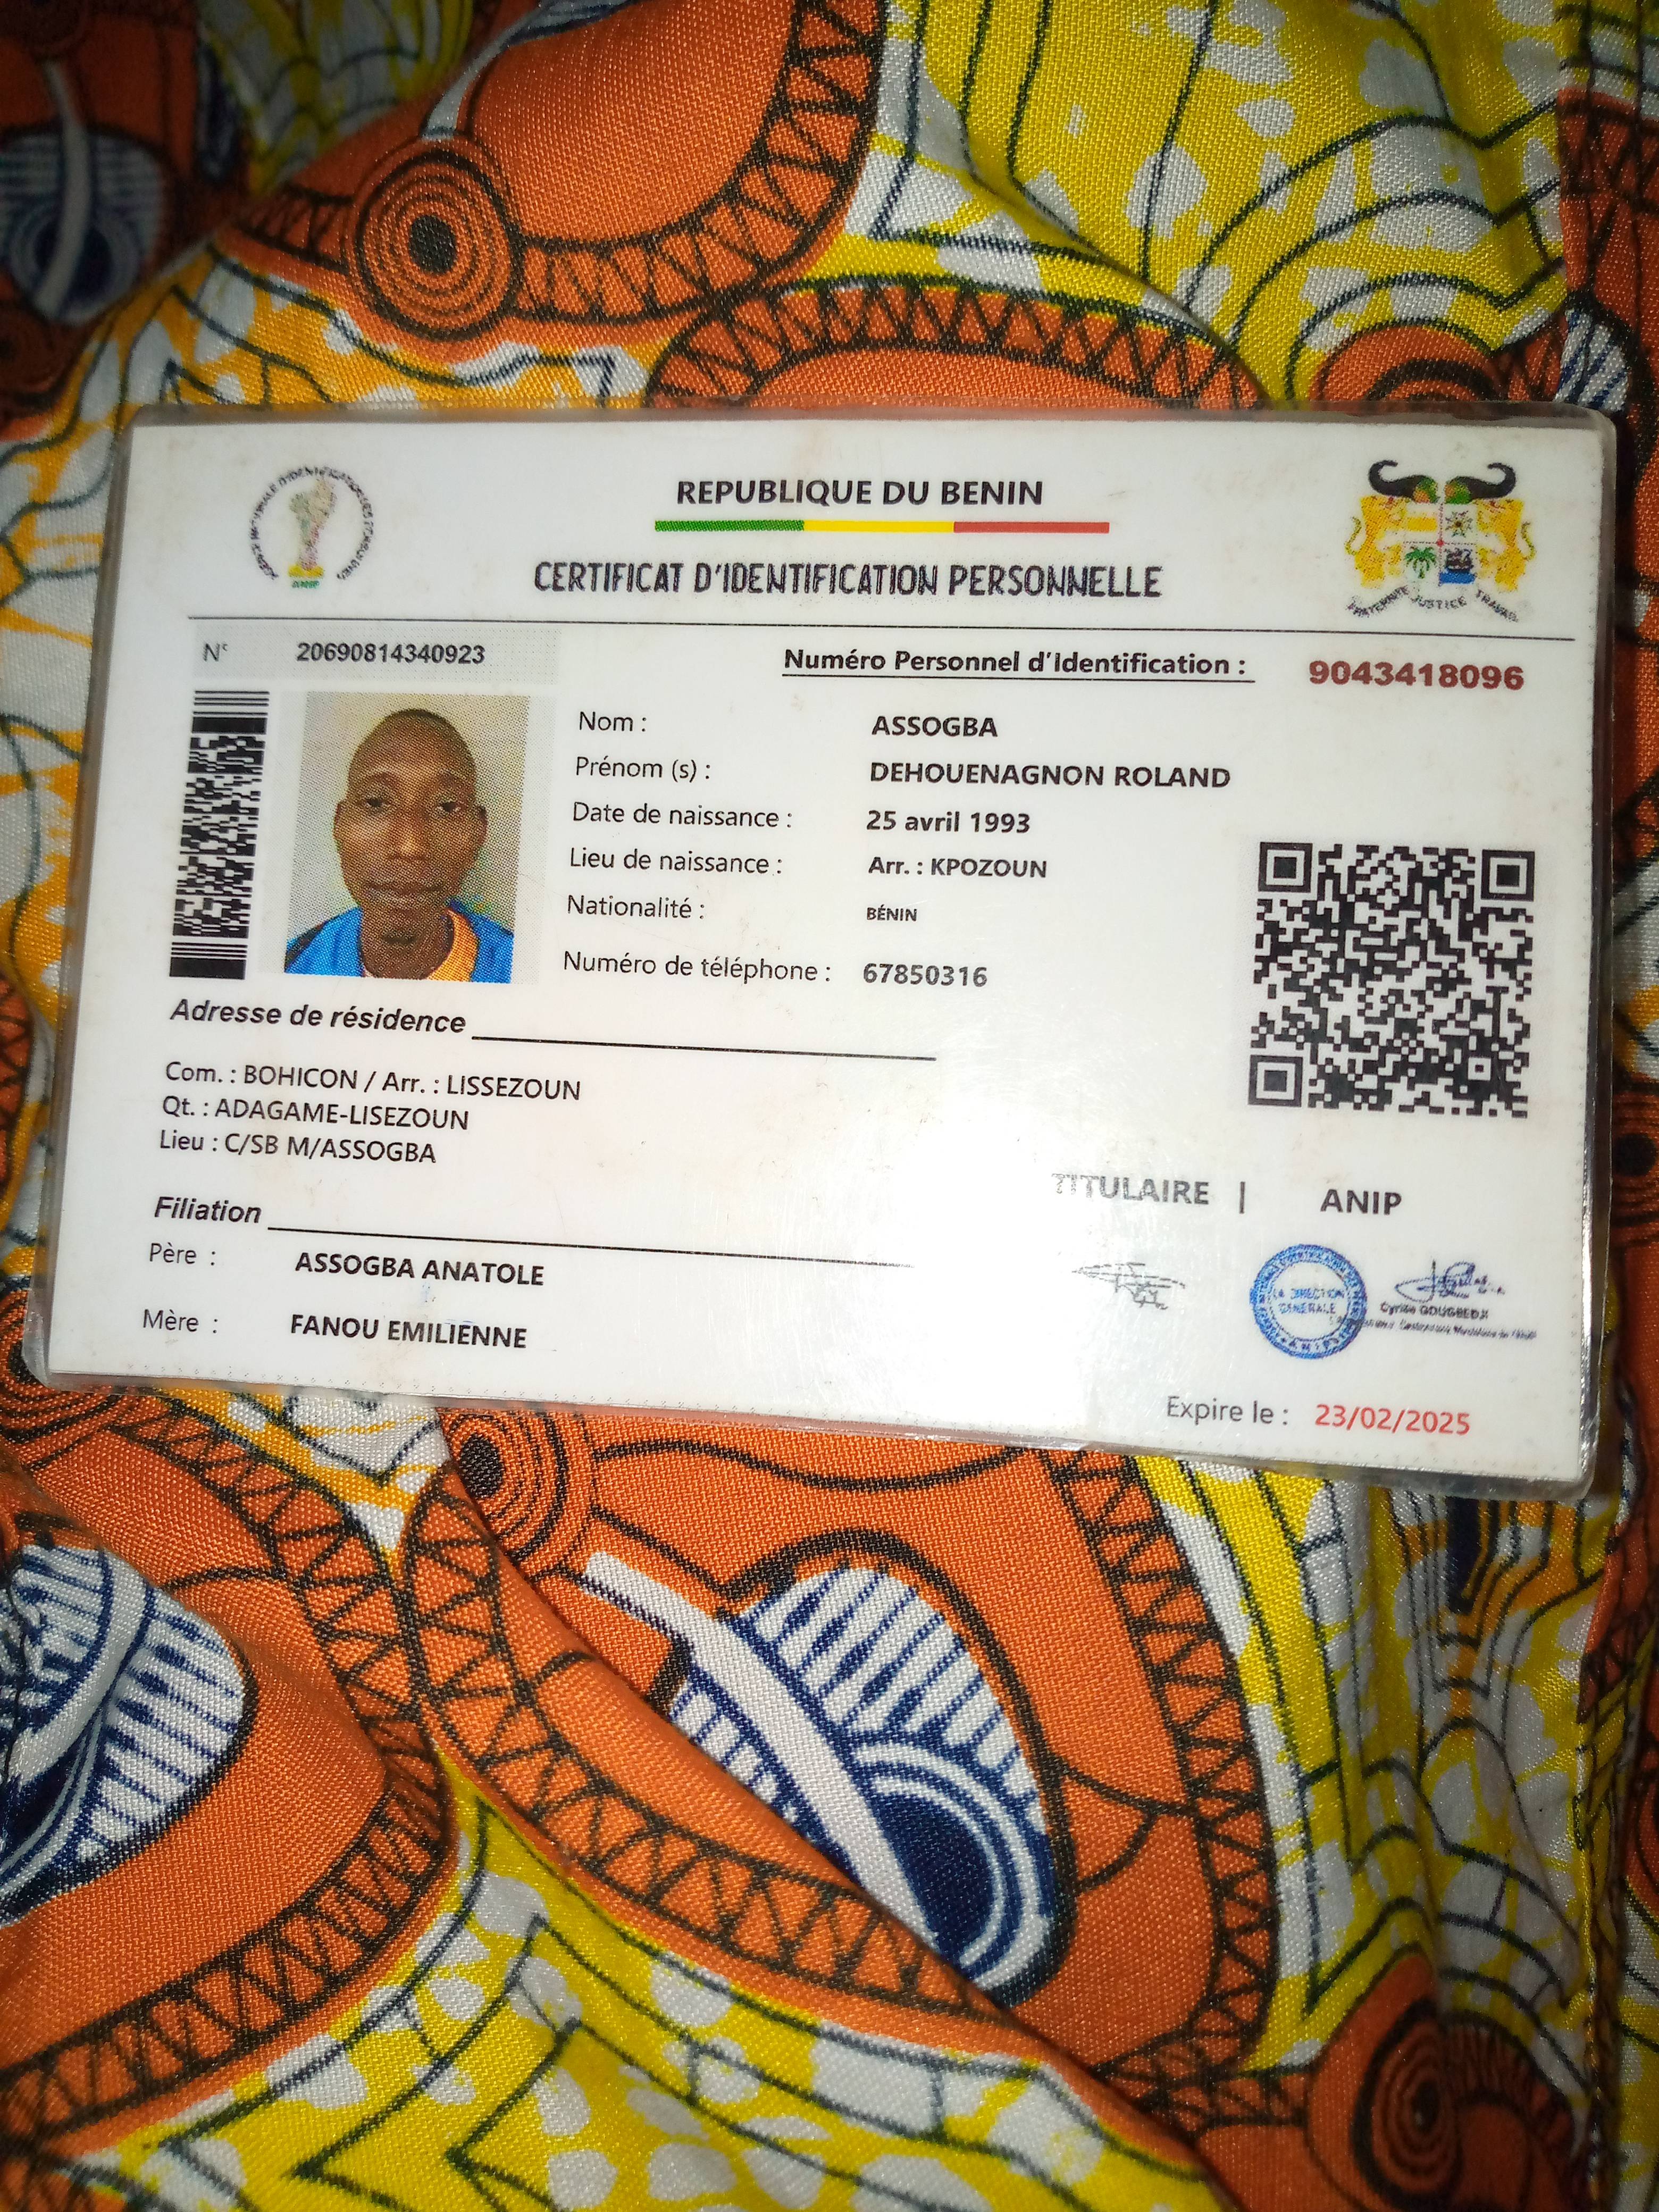 REPUBLIQUE DU BENIN
CERTIFICAT D'IDENTIFICATION PERSONNELLE
ANIP
FRATERNITE JUSTICE TRAVAIL
N° 20690814340923
Numéro Personnel d'Identification : 9043418096
Nom : ASSOGBA
Prénom (s) : DEHOUENAGNON ROLAND
Date de naissance : 25 avril 1993
Lieu de naissance : Arr. : KPOZOUN
Nationalité : BÉNIN
Numéro de téléphone : 67850316
Adresse de résidence
Com. : BOHICON / Arr. : LISSEZOUN
Qt. : ADAGAME-LISEZOUN
Lieu : C/SB M/ASSOGBA
TITULAIRE | ANIP
Filiation
Père : ASSOGBA ANATOLE
Mère : FANOU EMILIENNE
LA DIRECTION
GENERALE
Expire le : 23/02/2025